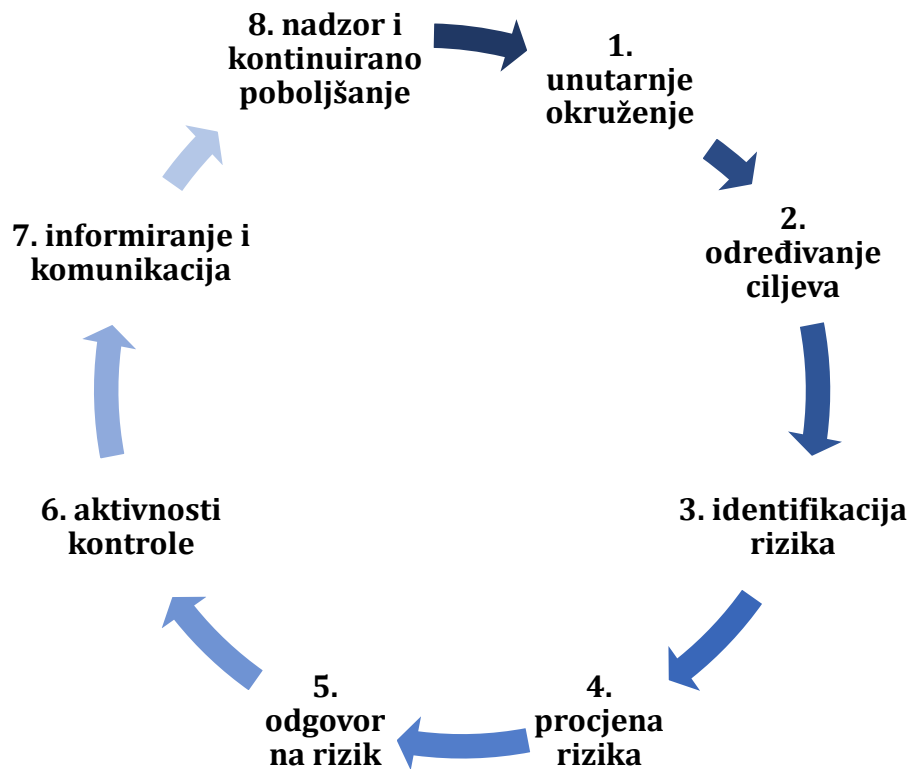 8. nadzor i
kontinuirano
poboljšanje
1.
unutarnje
okruženje
2.
određivanje
ciljeva
3. identifikacija
rizika
4.
procjena
rizika
5.
odgovor
na rizik
6. aktivnosti
kontrole
7. informiranje i
komunikacija